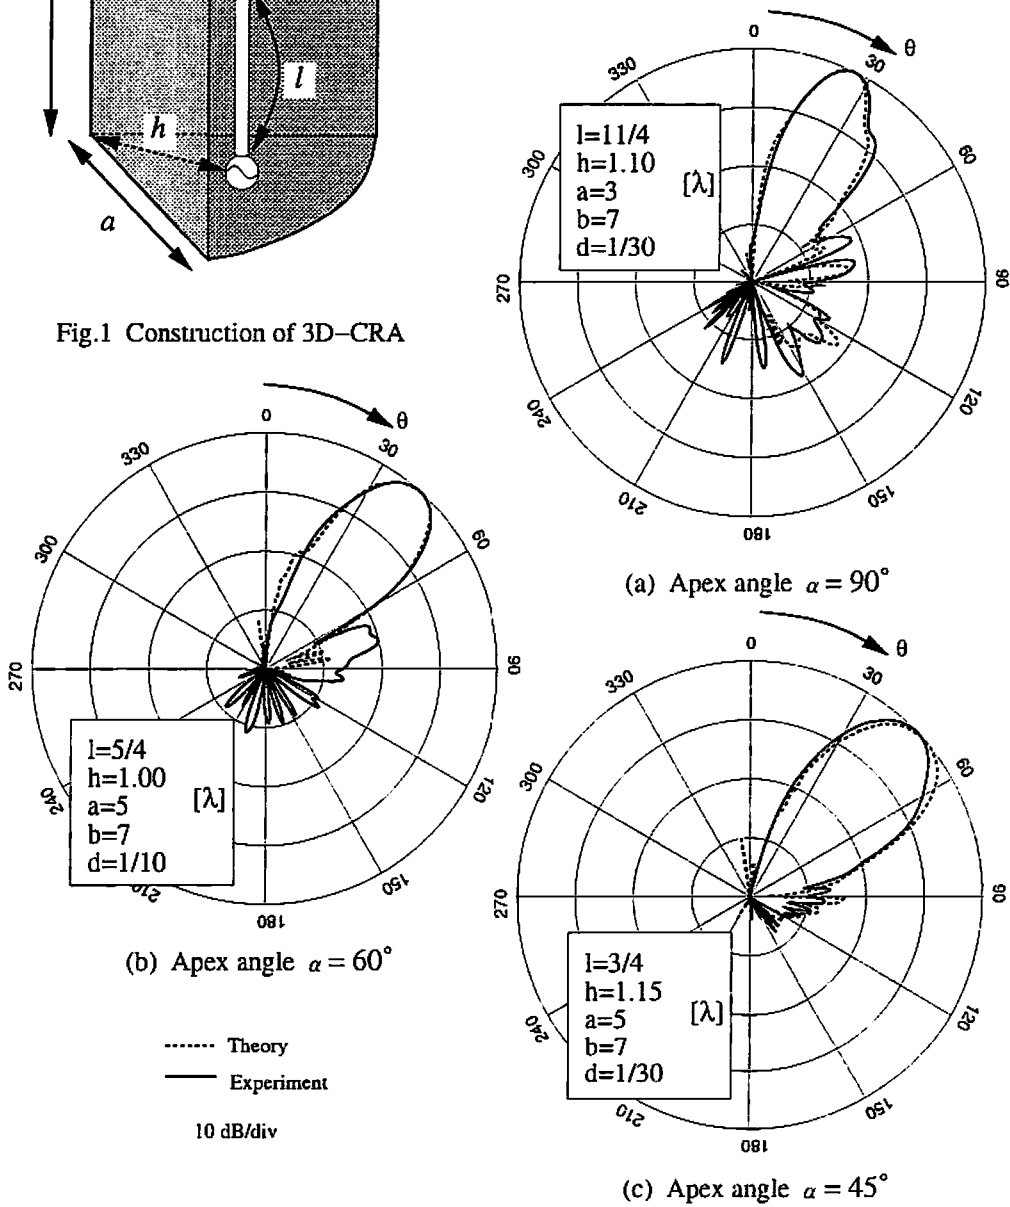 l
h
a
Fig.1 Construction of 3D–CRA
0
θ
30
60
90
120
150
180
210
240
270
300
330
l=11/4
h=1.10
a=3
b=7
d=1/30
[λ]
(a) Apex angle α = 90°
0
θ
30
60
90
120
150
180
210
240
270
300
330
l=5/4
h=1.00
a=5
b=7
d=1/10
[λ]
(b) Apex angle α = 60°
Theory
Experiment
10 dB/div
0
θ
30
60
90
120
150
180
210
240
270
300
330
l=3/4
h=1.15
a=5
b=7
d=1/30
[λ]
(c) Apex angle α = 45°